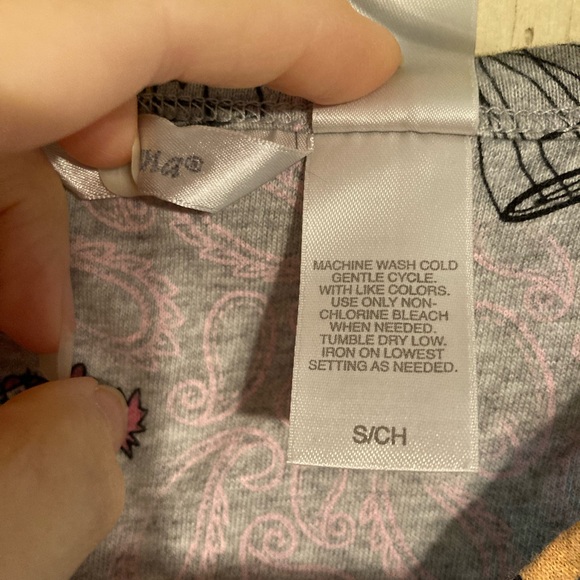 MACHINE WASH COLD
GENTLE CYCLE.
WITH LIKE COLORS.
USE ONLY NON-
CHLORINE BLEACH
WHEN NEEDED.
TUMBLE DRY LOW.
IRON ON LOWEST
SETTING AS NEEDED.
S/CH